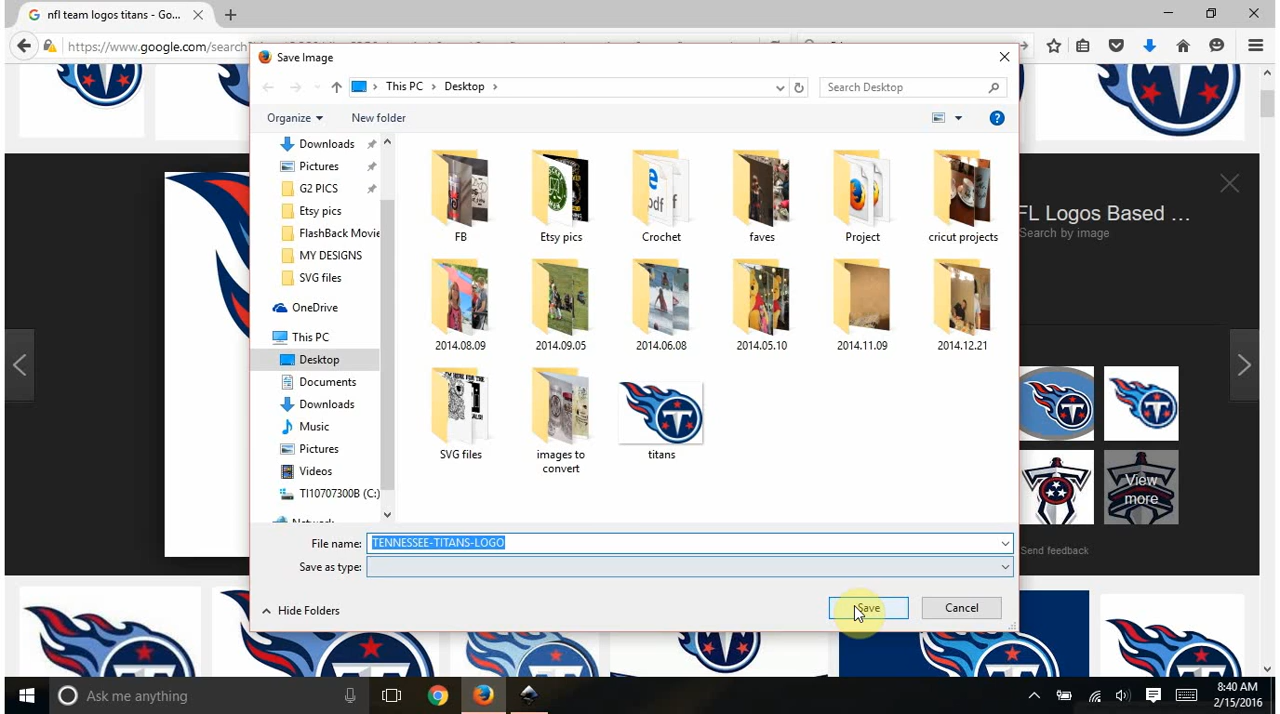 nfl team logos titans - Go...
https://www.google.com/search
Save Image
This PC
Desktop
Search Desktop
Organize
New folder
Downloads
Pictures
G2 PICS
Etsy pics
FlashBack Movie
MY DESIGNS
SVG files
OneDrive
This PC
Desktop
Documents
Downloads
Music
Pictures
Videos
TI10707300B (C:)
Network
FB
Etsy pics
Crochet
faves
Project
cricut projects
2014.08.09
2014.09.05
2014.06.08
2014.05.10
2014.11.09
2014.12.21
SVG files
images to
convert
titans
File name:
TENNESSEE-TITANS-LOGO
Save as type:
Hide Folders
Save
Cancel
FL Logos Based ...
Search by image
View
more
Send feedback
Ask me anything
8:40 AM
2/15/2016